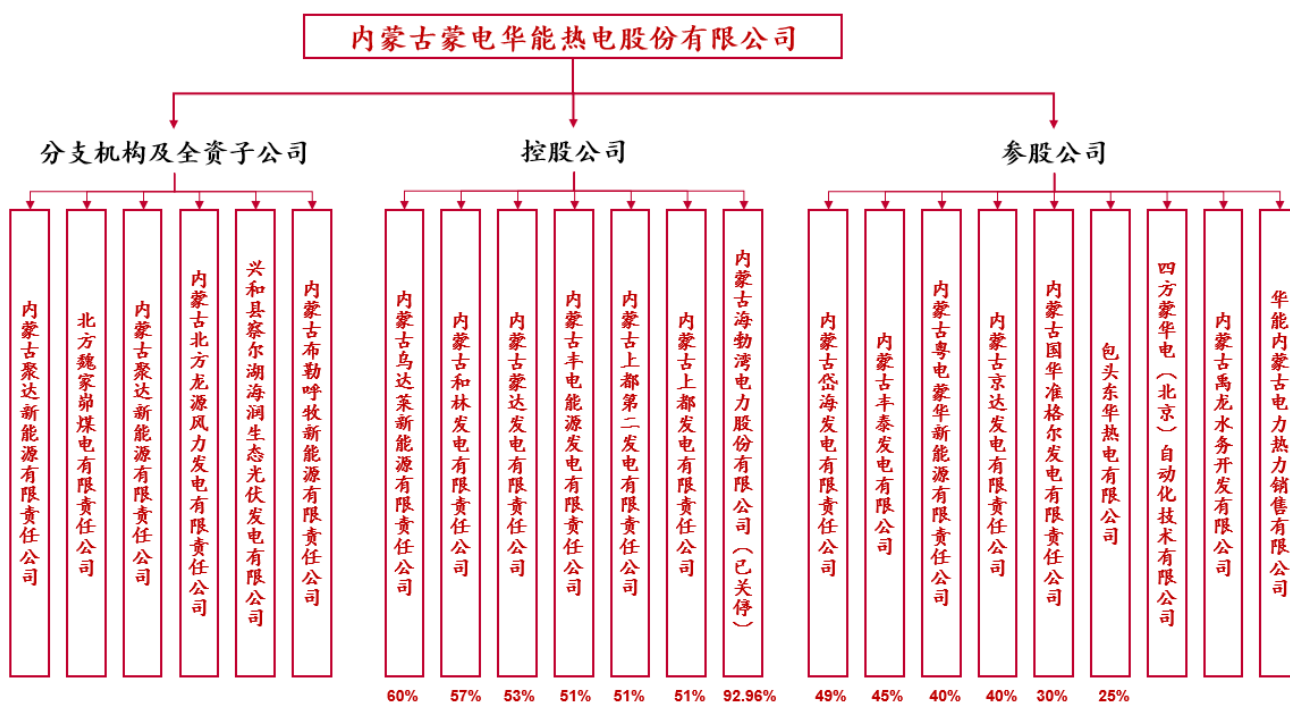 内蒙古蒙电华能热电股份有限公司
分支机构及全资子公司
控股公司
参股公司
内蒙古聚达新能源有限责任公司
北方魏家峁煤电有限责任公司
内蒙古聚达新能源有限责任公司
内蒙古北方龙源风力发电有限责任公司
兴和县察尔湖海润生态光伏发电有限公司
内蒙古布勒呼牧新能源有限责任公司
内蒙古乌达莱新能源有限责任公司
内蒙古和林发电有限责任公司
内蒙古蒙达发电有限责任公司
内蒙古丰电能源发电有限责任公司
内蒙古上都第二发电有限责任公司
内蒙古上都发电有限责任公司
内蒙古海勃湾电力股份有限公司（已关停）
内蒙古岱海发电有限责任公司
内蒙古丰泰发电有限公司
内蒙古粤电蒙华新能源有限责任公司
内蒙古京达发电有限责任公司
内蒙古国华准格尔发电有限责任公司
包头东华热电有限公司
四方蒙华电（北京）自动化技术有限公司
内蒙古禹龙水务开发有限公司
华能内蒙古电力热力销售有限公司
60%
57%
53%
51%
51%
51%
92.96%
49%
45%
40%
40%
30%
25%